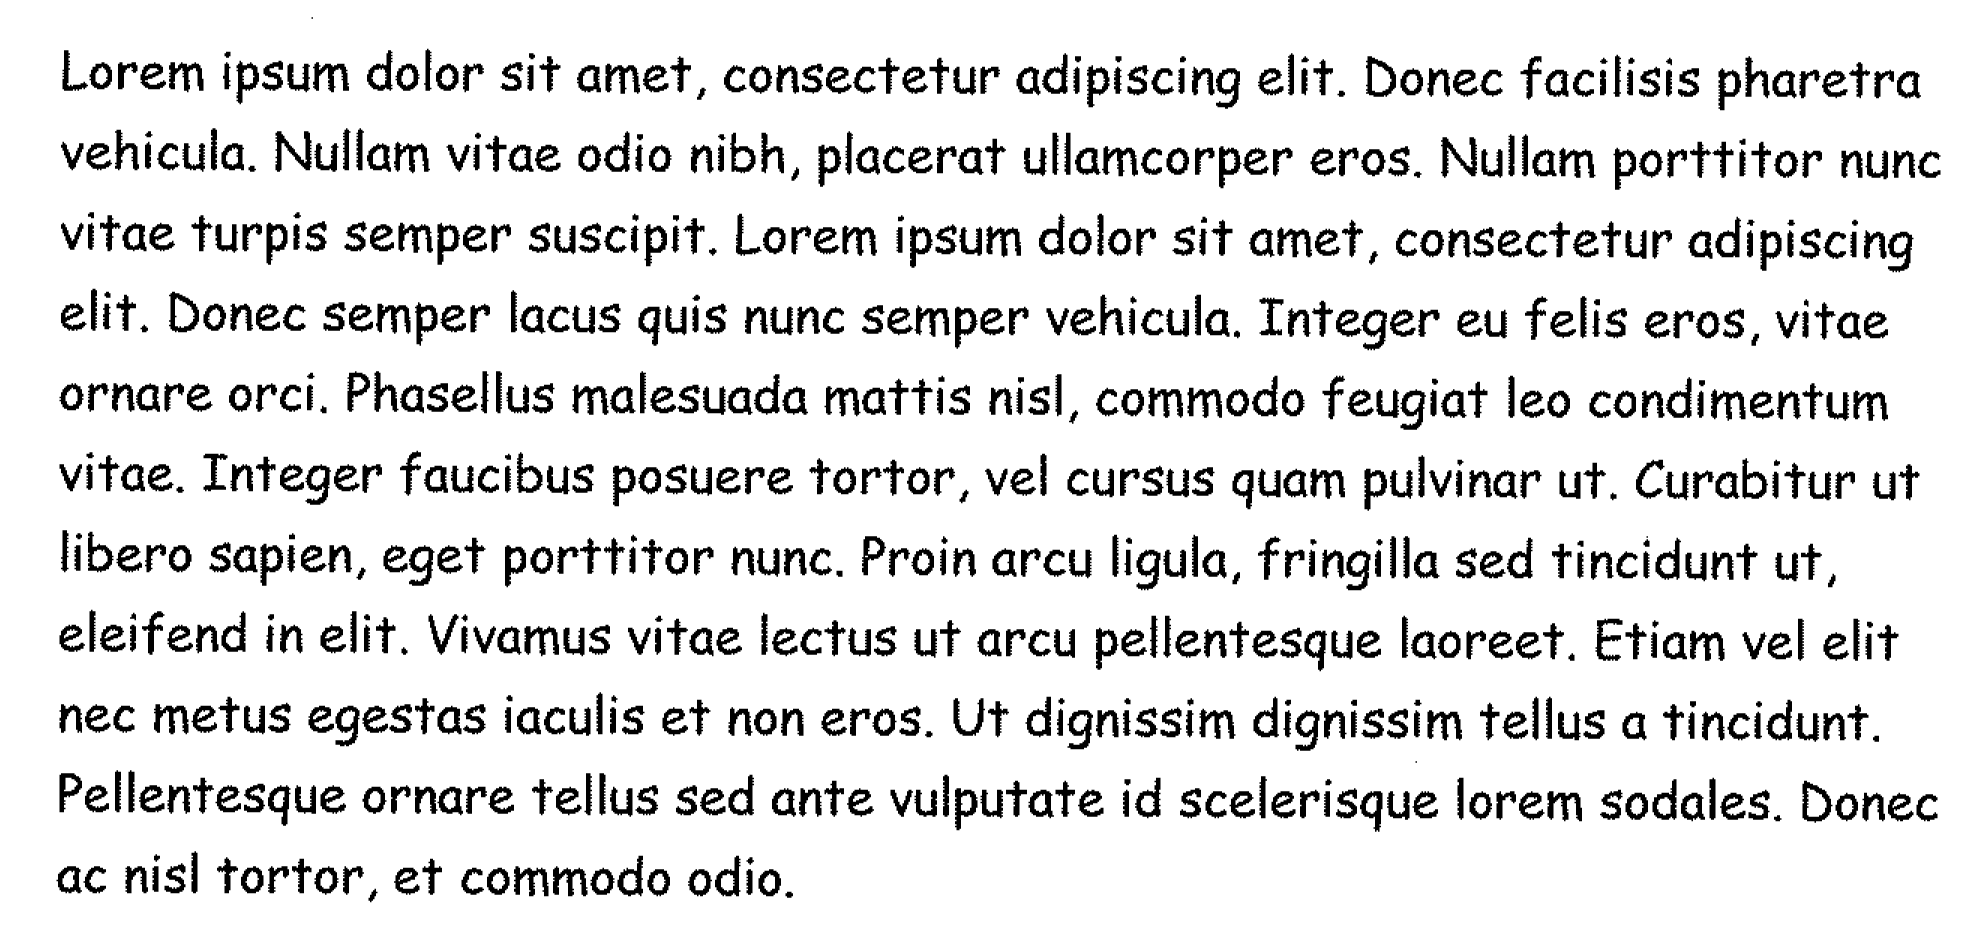 Lorem ipsum dolor sit amet, consectetur adipiscing elit. Donec facilisis pharetra
vehicula. Nullam vitae odio nibh, placerat ullamcorper eros. Nullam porttitor nunc
vitae turpis semper suscipit. Lorem ipsum dolor sit amet, consectetur adipiscing
elit. Donec semper lacus quis nunc semper vehicula. Integer eu felis eros, vitae
ornare orci. Phasellus malesuada mattis nisl, commodo feugiat leo condimentum
vitae. Integer faucibus posuere tortor, vel cursus quam pulvinar ut. Curabitur ut
libero sapien, eget porttitor nunc. Proin arcu ligula, fringilla sed tincidunt ut,
eleifend in elit. Vivamus vitae lectus ut arcu pellentesque laoreet. Etiam vel elit
nec metus egestas iaculis et non eros. Ut dignissim dignissim tellus a tincidunt.
Pellentesque ornare tellus sed ante vulputate id scelerisque lorem sodales. Donec
ac nisl tortor, et commodo odio.